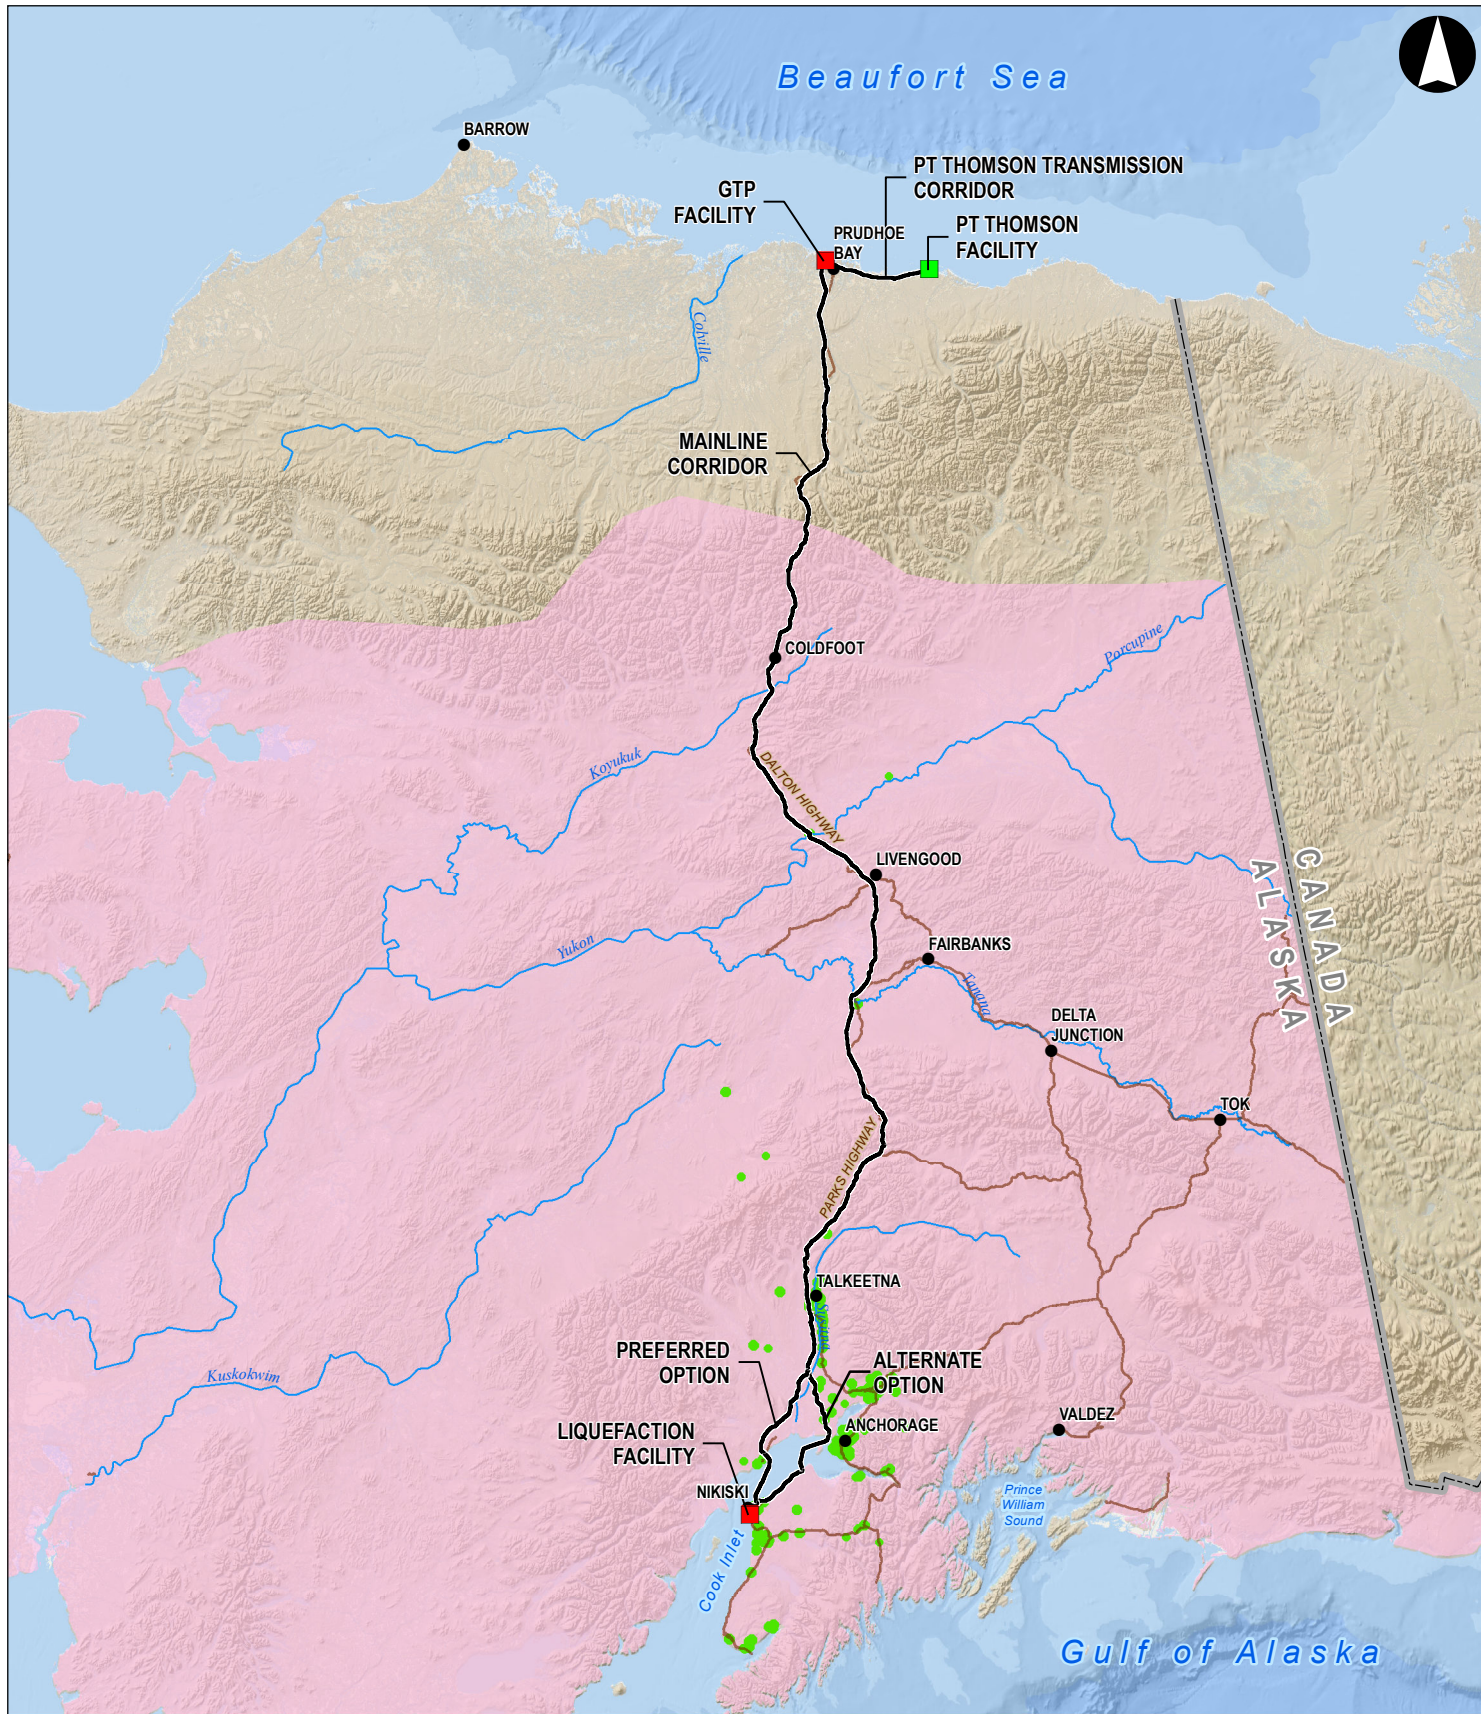 Beaufort Sea
BARROW
PT THOMSON TRANSMISSION
CORRIDOR
GTP
FACILITY
PT THOMSON
FACILITY
PRUDHOE
BAY
Colville
MAINLINE
CORRIDOR
COLDFOOT
Porcupine
Koyukuk
DALTON HIGHWAY
LIVENGOOD
CANADA
ALASKA
Yukon
FAIRBANKS
Tanana
DELTA
JUNCTION
TOK
PARKS HIGHWAY
TALKEETNA
Susitna
PREFERRED
OPTION
ALTERNATE
OPTION
Kuskokwim
VALDEZ
ANCHORAGE
LIQUEFACTION
FACILITY
NIKISKI
Prince
William
Sound
Cook Inlet
Gulf of Alaska